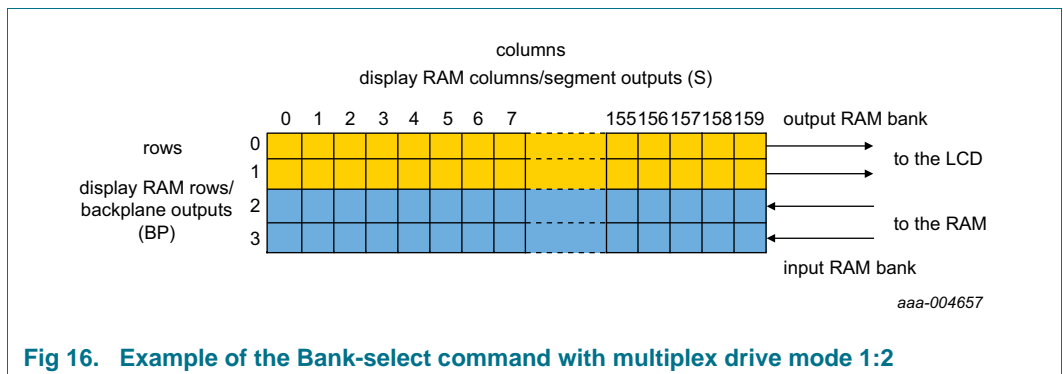 columns
display RAM columns/segment outputs (S)
0 1 2 3 4 5 6 7 155 156 157 158 159 output RAM bank
rows
0
to the LCD
1
display RAM rows/
backplane outputs
(BP)
2
to the RAM
3
input RAM bank
aaa-004657
Fig 16. Example of the Bank-select command with multiplex drive mode 1:2